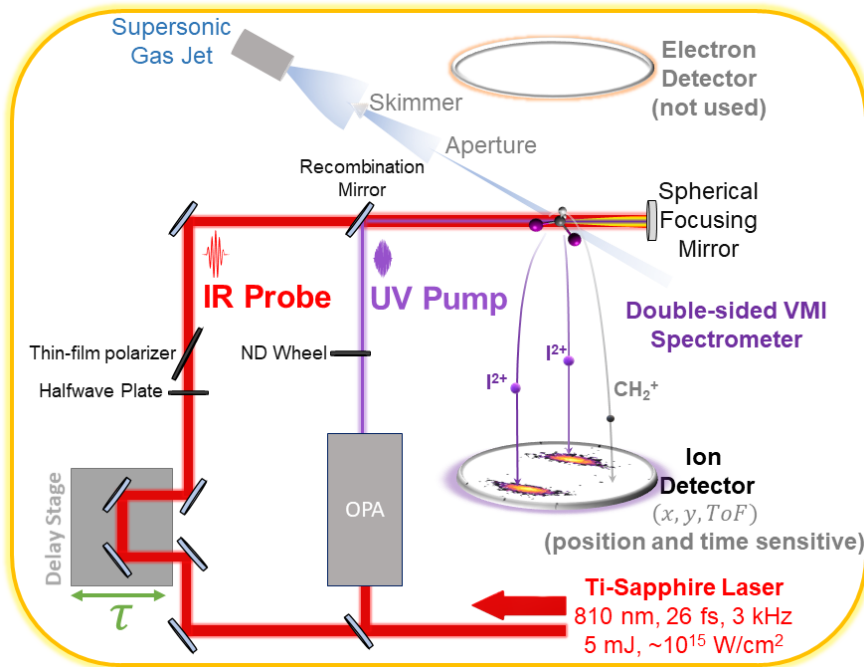 Supersonic
Gas Jet
Electron
Detector
(not used)
Skimmer
Aperture
Recombination
Mirror
Spherical
Focusing
Mirror
IR Probe
UV Pump
Double-sided VMI
Spectrometer
Thin-film polarizer
ND Wheel
Halfwave Plate
I²⁺
I²⁺
CH₂⁺
Delay Stage
OPA
Ion
Detector
(x, y, ToF)
(position and time sensitive)
τ
Ti-Sapphire Laser
810 nm, 26 fs, 3 kHz
5 mJ, ~10¹⁵ W/cm²